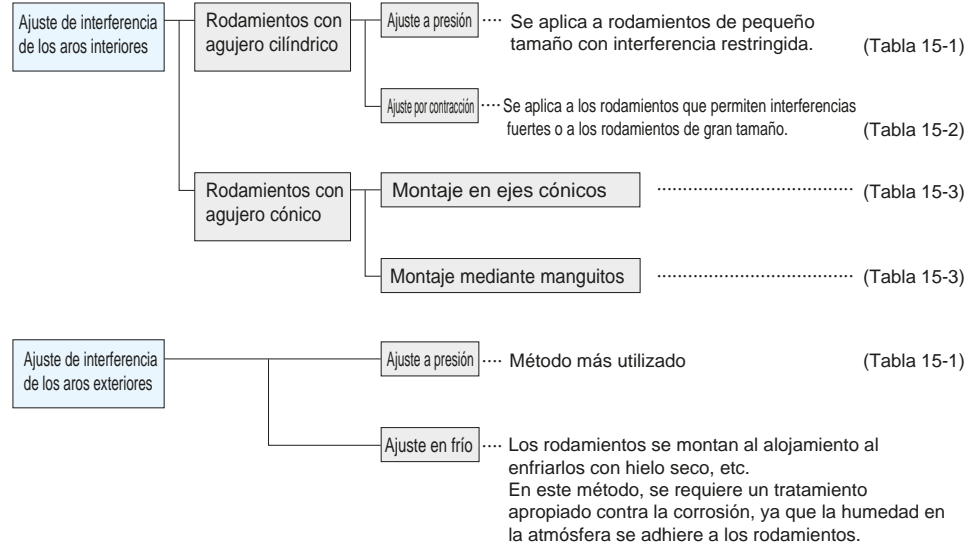 Ajuste de interferencia
de los aros interiores
Rodamientos con
agujero cilíndrico
Ajuste a presión
Se aplica a rodamientos de pequeño
tamaño con interferencia restringida.
(Tabla 15-1)
Ajuste por contracción
Se aplica a los rodamientos que permiten interferencias
fuertes o a los rodamientos de gran tamaño.
(Tabla 15-2)
Rodamientos con
agujero cónico
Montaje en ejes cónicos
(Tabla 15-3)
Montaje mediante manguitos
(Tabla 15-3)
Ajuste de interferencia
de los aros exteriores
Ajuste a presión
Método más utilizado
(Tabla 15-1)
Ajuste en frío
Los rodamientos se montan al alojamiento al
enfriarlos con hielo seco, etc.
En este método, se requiere un tratamiento
apropiado contra la corrosión, ya que la humedad en
la atmósfera se adhiere a los rodamientos.